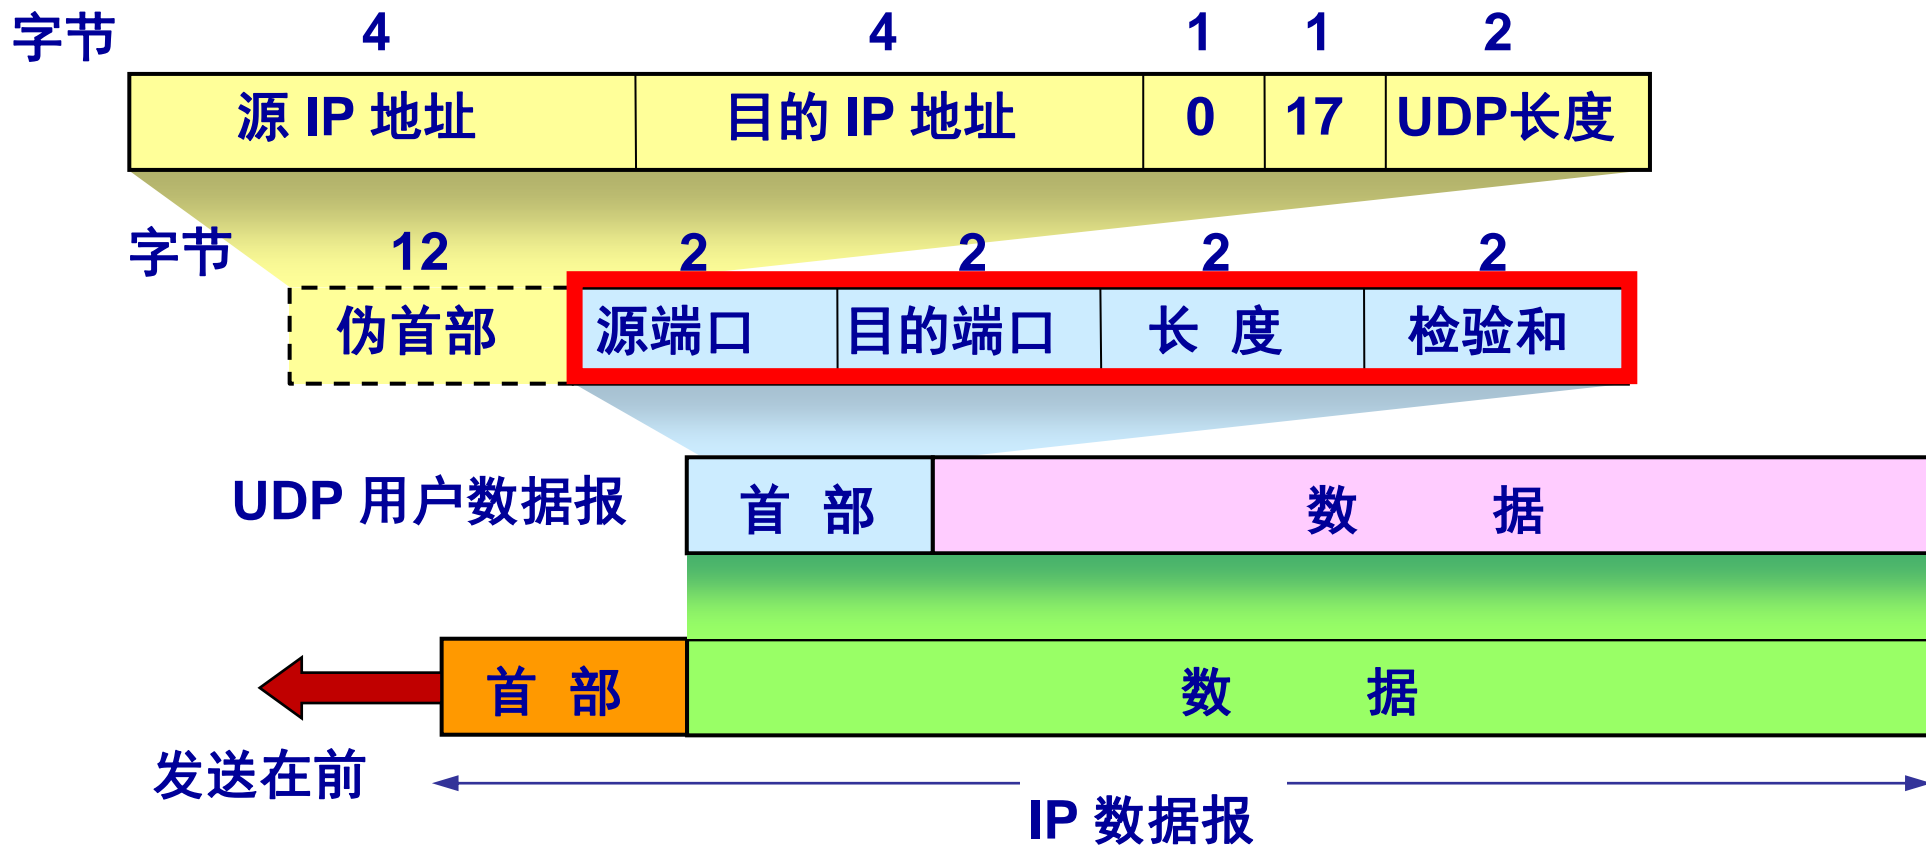 字节 4 4 1 1 2
源 IP 地址 目的 IP 地址 0 17 UDP长度
字节 12 2 2 2 2
伪首部 源端口 目的端口 长 度 检验和
UDP 用户数据报 首 部 数 据
首 部 数 据
发送在前
IP 数据报